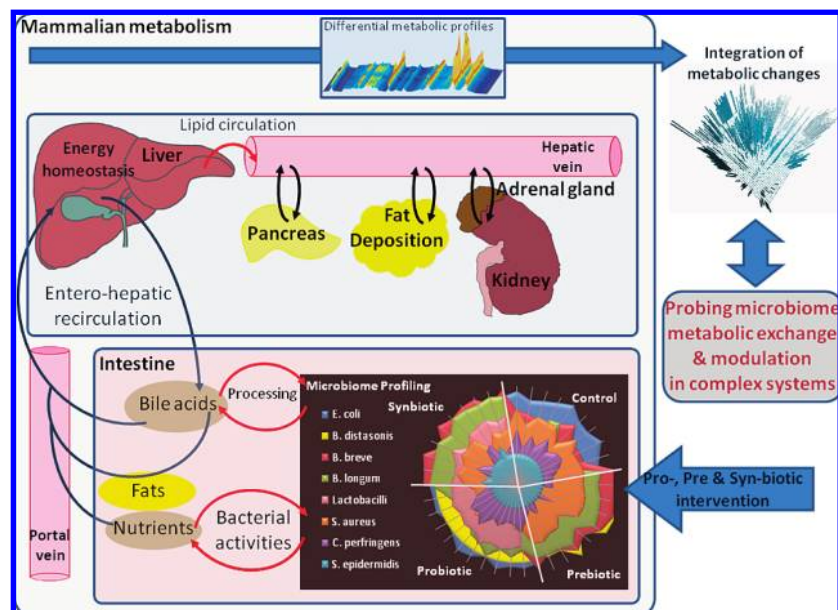 Mammalian metabolism
Differential metabolic profiles
Integration of
metabolic changes
Lipid circulation
Energy
homeostasis
Liver
Hepatic
vein
Adrenal gland
Pancreas
Fat
Deposition
Kidney
Entero-hepatic
recirculation
Probing microbiome
metabolic exchange
& modulation
in complex systems
Intestine
Bile acids
Processing
Microbiome Profiling
Synbiotic
Control
E. coli
B. distasonis
B. breve
B. longum
Lactobacilli
S. aureus
C. perfringens
S. epidermidis
Probiotic
Prebiotic
Fats
Nutrients
Bacterial
activities
Portal
vein
Pro-, Pre & Syn-biotic
intervention